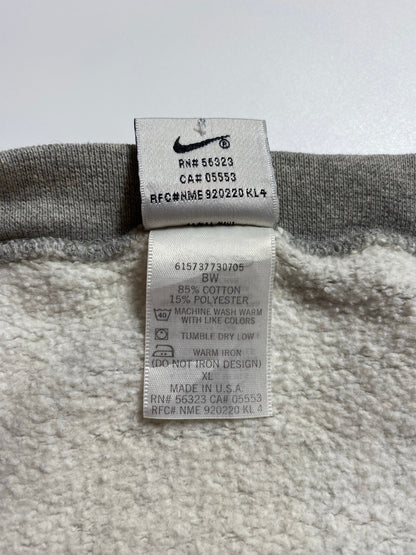 ®
RN# 56323
CA# 05553
RFC#NME 920220 KL4
615737730705
BW
85% COTTON
15% POLYESTER
40 MACHINE WASH WARM
WITH LIKE COLORS
TUMBLE DRY LOW
WARM IRON
(DO NOT IRON DESIGN)
XL
MADE IN U.S.A.
RN# 56323 CA# 05553
RFC# NME 920220 KL 4